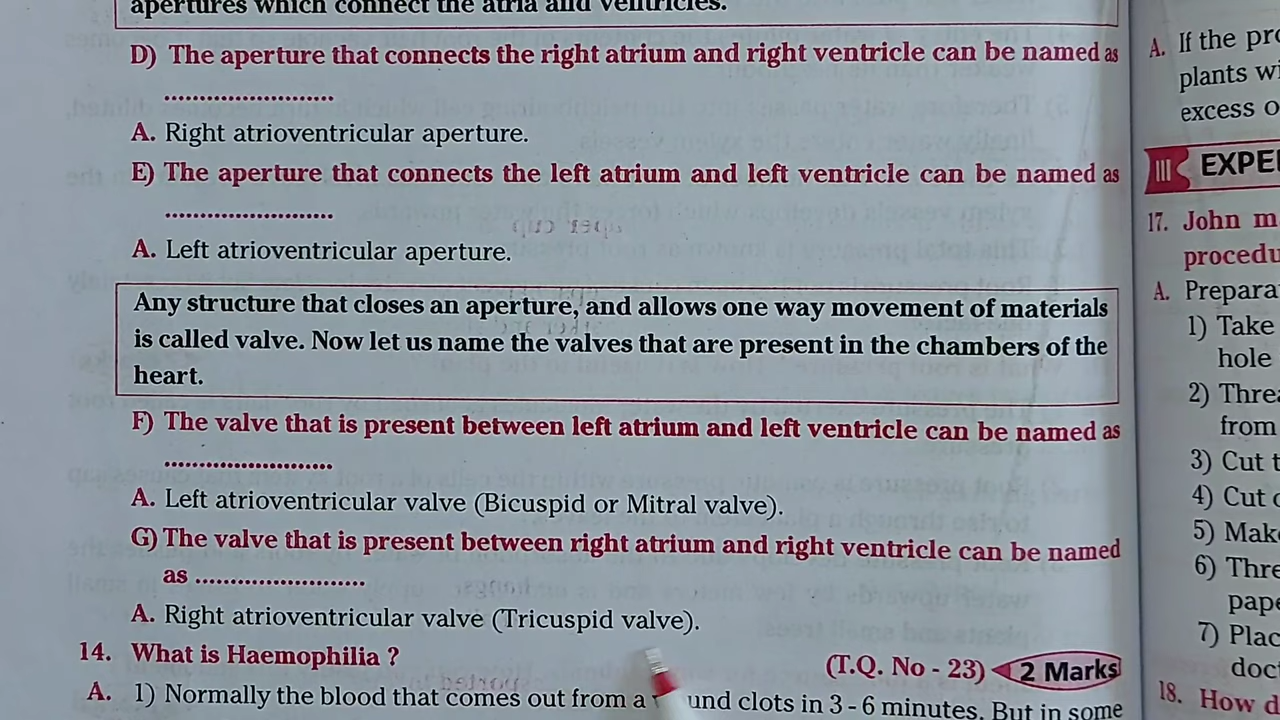 apertures which connect the atria and ventricles.
D) The aperture that connects the right atrium and right ventricle can be named as
..............................
A. Right atrioventricular aperture.
E) The aperture that connects the left atrium and left ventricle can be named as
..............................
A. Left atrioventricular aperture.
Any structure that closes an aperture, and allows one way movement of materials
is called valve. Now let us name the valves that are present in the chambers of the
heart.
F) The valve that is present between left atrium and left ventricle can be named as
..............................
A. Left atrioventricular valve (Bicuspid or Mitral valve).
G) The valve that is present between right atrium and right ventricle can be named
as ..............................
A. Right atrioventricular valve (Tricuspid valve).
14. What is Haemophilia ? (T.Q. No - 23) 2 Marks
A. 1) Normally the blood that comes out from a und clots in 3 - 6 minutes. But in some
A. If the pro
plants wi
excess o
III EXPE
17. John m
procedu
A. Prepara
1) Take
hole
2) Threa
from
3) Cut t
4) Cut
5) Mak
6) Thre
pape
7) Plac
doc
18. How d